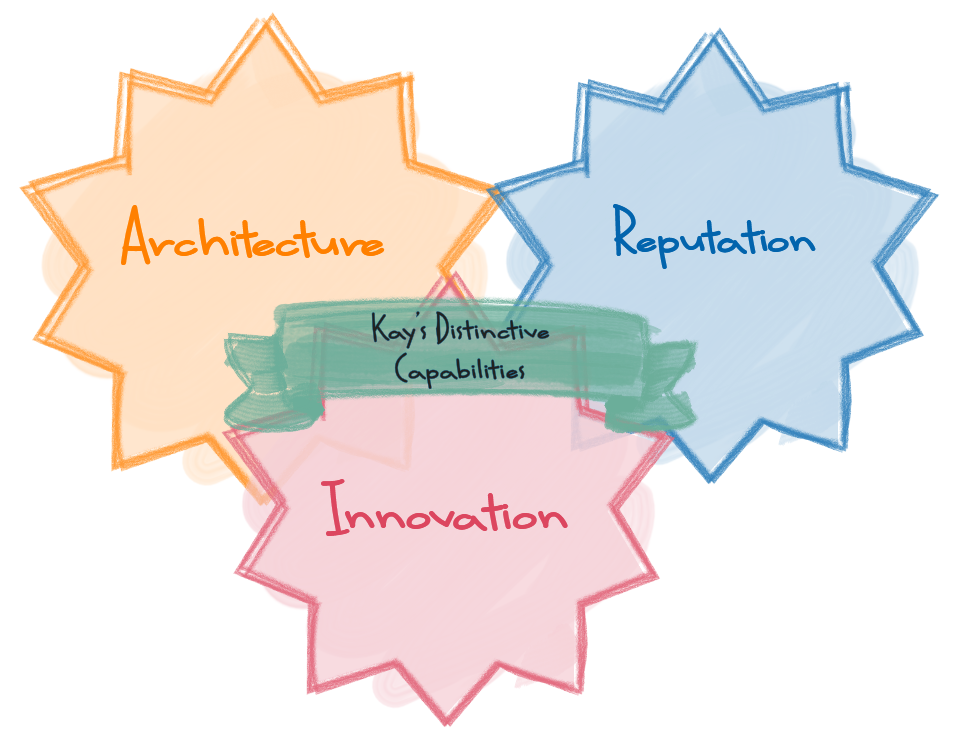 Architecture
Reputation
Kay's Distinctive
Capabilities
Innovation